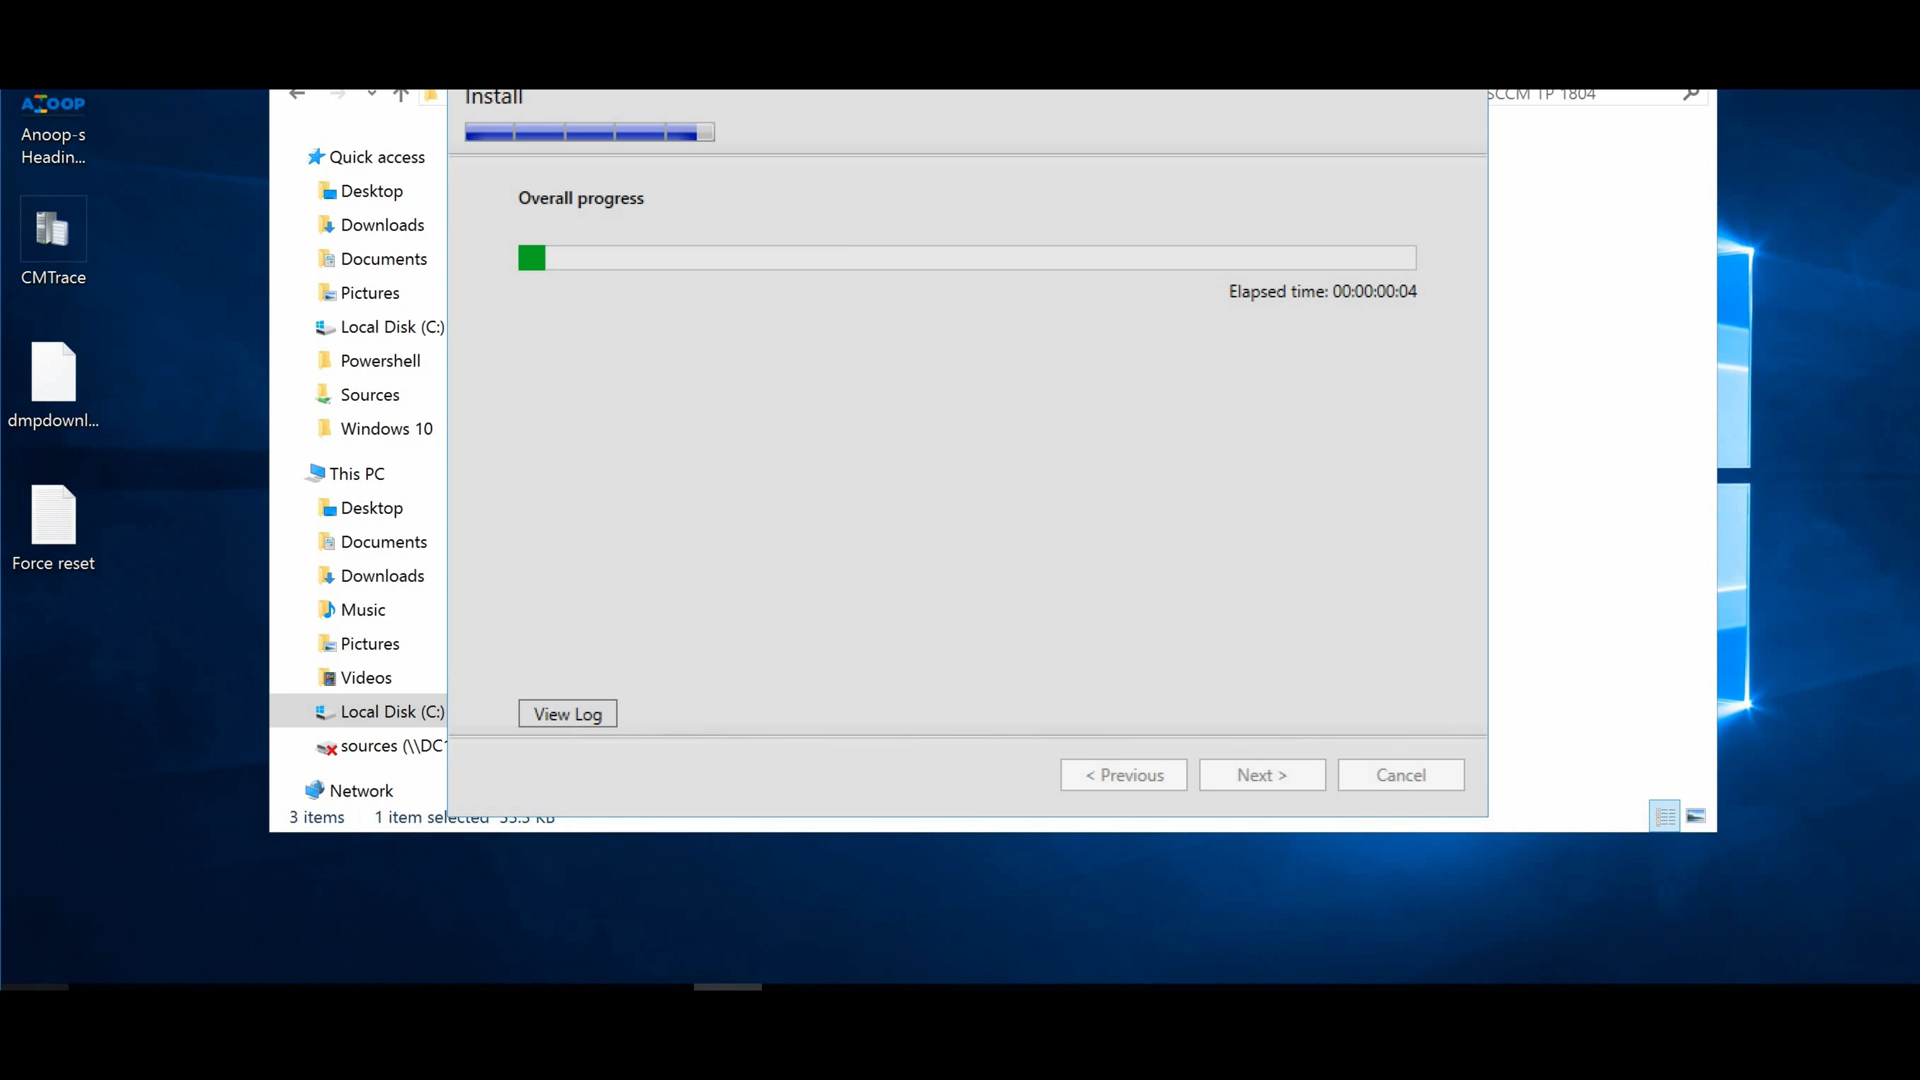 ANOOP
Anoop-s
Headin...
CMTrace
dmpdownl...
Force reset
Install
SCCM TP 1804
Quick access
Desktop
Downloads
Documents
Pictures
Local Disk (C:)
Powershell
Sources
Windows 10
This PC
Desktop
Documents
Downloads
Music
Pictures
Videos
Local Disk (C:)
sources (\\DC1
Network
3 items 1 item selected
Overall progress
Elapsed time: 00:00:00:04
View Log
< Previous
Next >
Cancel